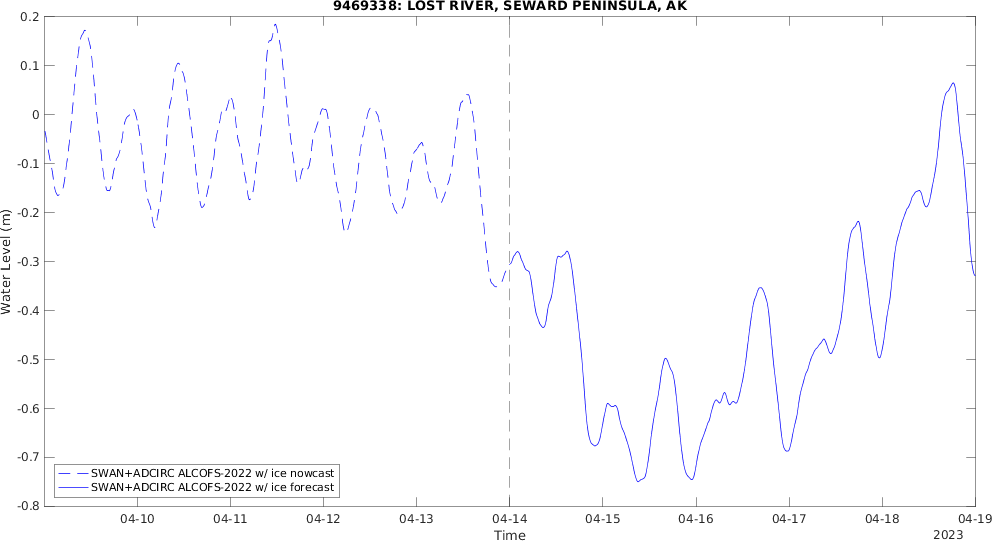 9469338: LOST RIVER, SEWARD PENINSULA, AK
0.2
0.1
0
-0.1
-0.2
-0.3
-0.4
-0.5
-0.6
-0.7
-0.8
Water Level (m)
SWAN+ADCIRC ALCOFS-2022 w/ ice nowcast
SWAN+ADCIRC ALCOFS-2022 w/ ice forecast
04-10 04-11 04-12 04-13 04-14 04-15 04-16 04-17 04-18 04-19
Time
2023